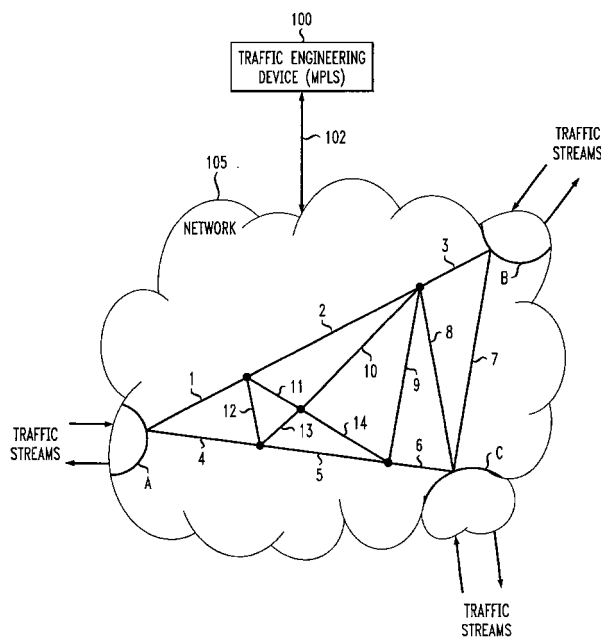 100
TRAFFIC ENGINEERING
DEVICE (MPLS)
102
TRAFFIC
STREAMS
105
NETWORK
3
B
2
8
7
10
9
1
11
12
13
14
TRAFFIC
STREAMS
4
5
6
C
A
TRAFFIC
STREAMS